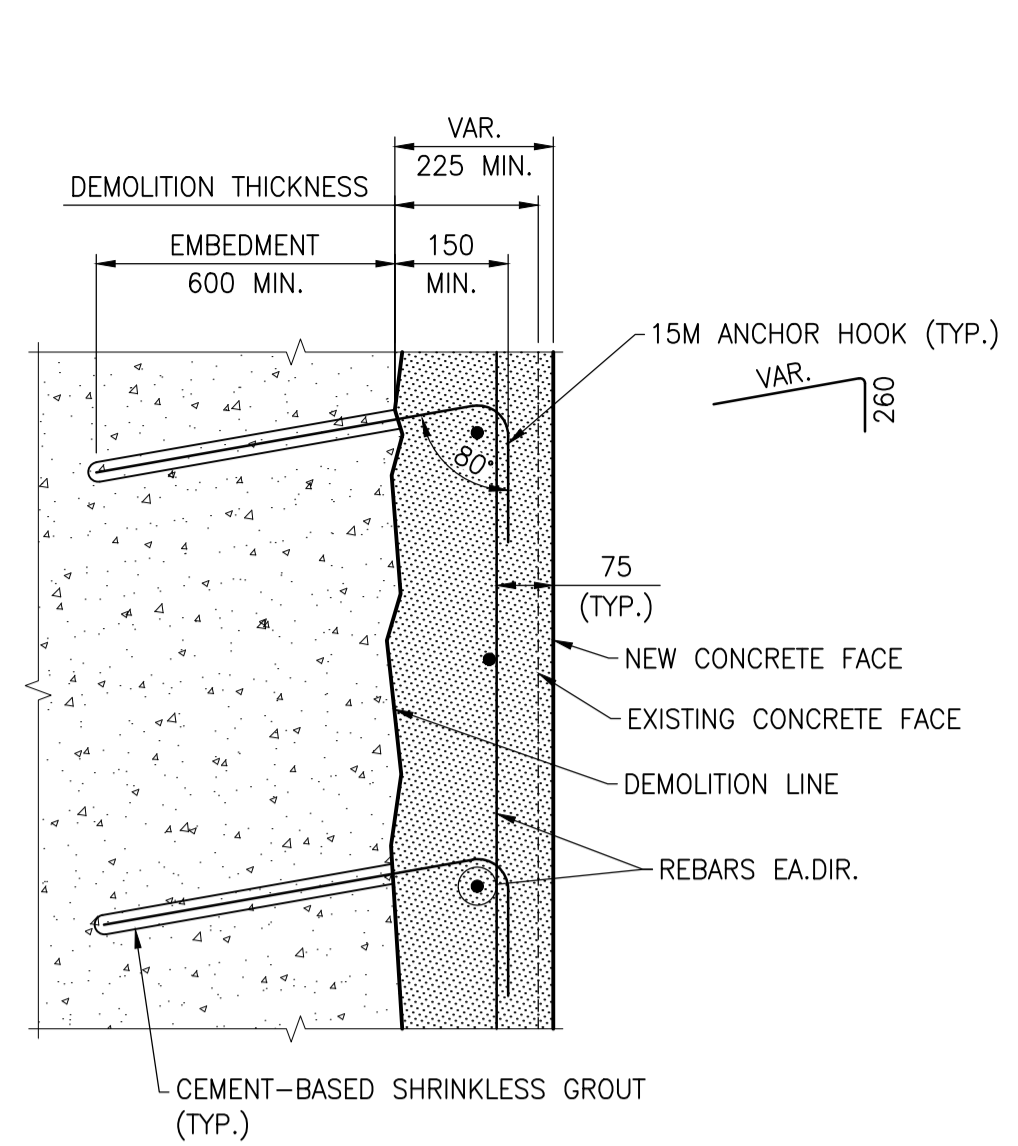 VAR.
225 MIN.
DEMOLITION THICKNESS
EMBEDMENT
600 MIN.
150
MIN.
15M ANCHOR HOOK (TYP.)
VAR.
260
80°
75
(TYP.)
NEW CONCRETE FACE
EXISTING CONCRETE FACE
DEMOLITION LINE
REBARS EA.DIR.
CEMENT-BASED SHRINKLESS GROUT
(TYP.)